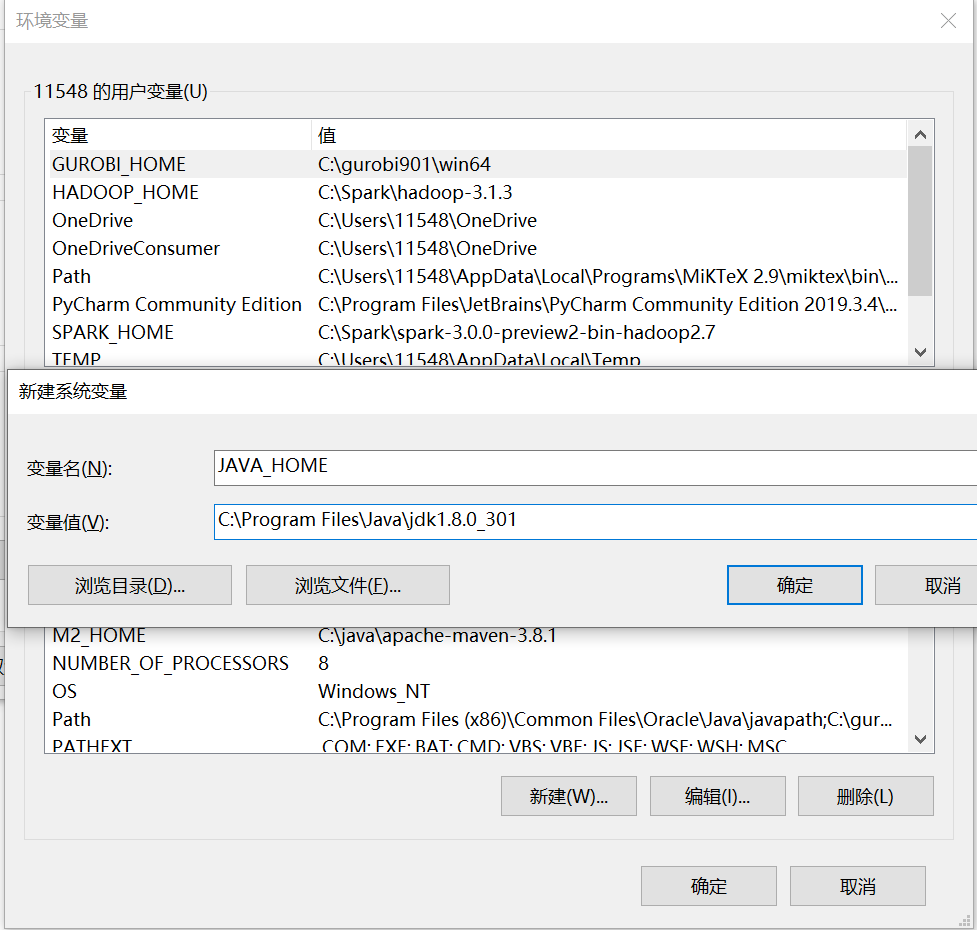 环境变量
11548 的用户变量(U)
变量 值
GUROBI_HOME C:\gurobi901\win64
HADOOP_HOME C:\Spark\hadoop-3.1.3
OneDrive C:\Users\11548\OneDrive
OneDriveConsumer C:\Users\11548\OneDrive
Path C:\Users\11548\AppData\Local\Programs\MiKTeX 2.9\miktex\bin\...
PyCharm Community Edition C:\Program Files\JetBrains\PyCharm Community Edition 2019.3.4\...
SPARK_HOME C:\Spark\spark-3.0.0-preview2-bin-hadoop2.7
TEMP C:\Users\11548\AppData\Local\Temp
新建系统变量
变量名(N): JAVA_HOME
变量值(V): C:\Program Files\Java\jdk1.8.0_301
浏览目录(D)... 浏览文件(F)... 确定 取消
M2_HOME C:\java\apache-maven-3.8.1
NUMBER_OF_PROCESSORS 8
OS Windows_NT
Path C:\Program Files (x86)\Common Files\Oracle\Java\javapath;C:\gur...
PATHEXT .COM;.EXE;.BAT;.CMD;.VBS;.VBE;.JS;.JSE;.WSF;.WSH;.MSC
新建(W)... 编辑(I)... 删除(L)
确定 取消